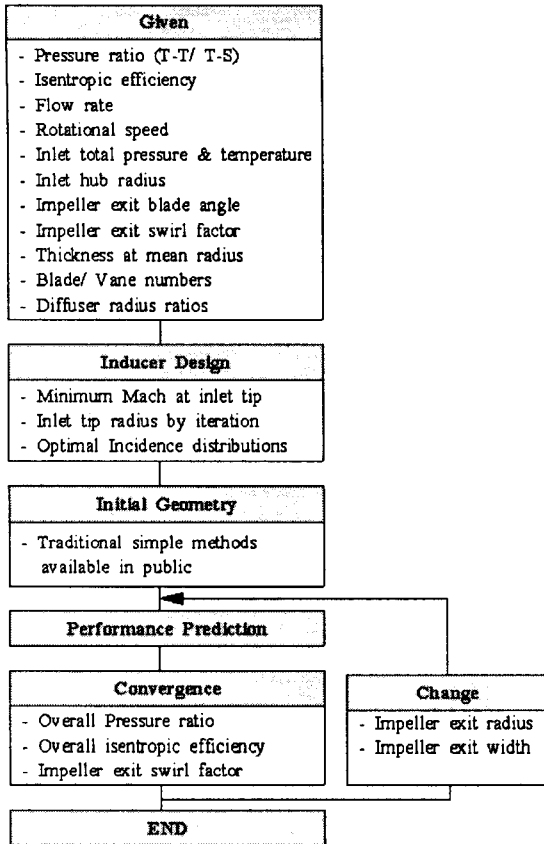 Given
- Pressure ratio (T-T/ T-S)
- Isentropic efficiency
- Flow rate
- Rotational speed
- Inlet total pressure & temperature
- Inlet hub radius
- Impeller exit blade angle
- Impeller exit swirl factor
- Thickness at mean radius
- Blade/ Vane numbers
- Diffuser radius ratios
Inducer Design
- Minimum Mach at inlet tip
- Inlet tip radius by iteration
- Optimal Incidence distributions
Initial Geometry
- Traditional simple methods
available in public
Performance Prediction
Convergence
- Overall Pressure ratio
- Overall isentropic efficiency
- Impeller exit swirl factor
Change
- Impeller exit radius
- Impeller exit width
END